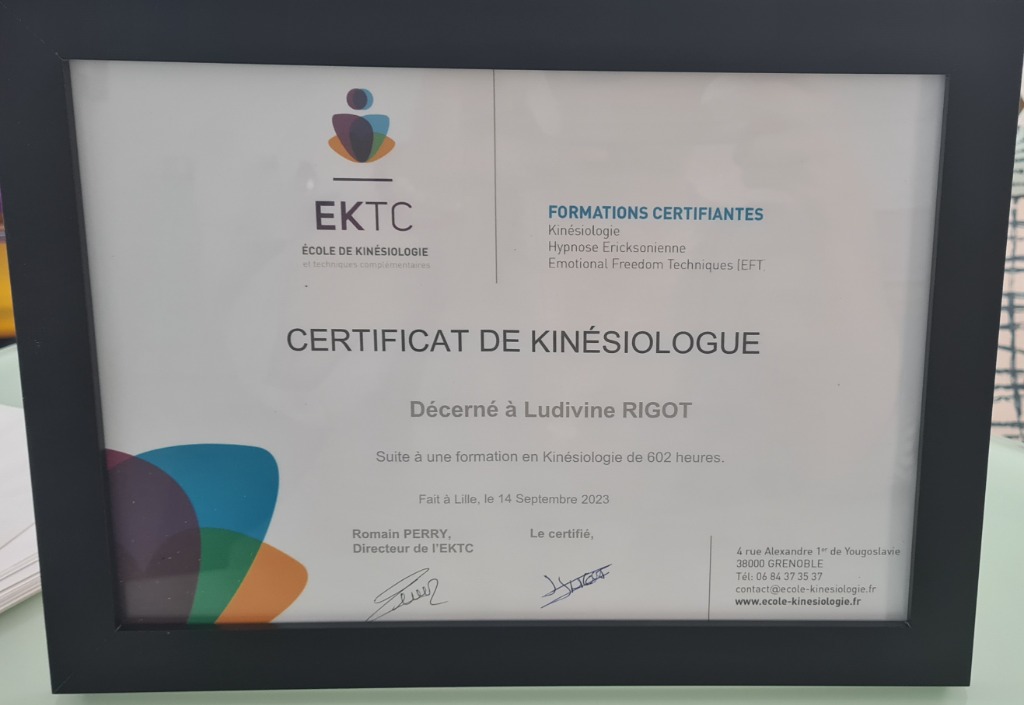 EKTC
ÉCOLE DE KINÉSIOLOGIE
et techniques complémentaires
FORMATIONS CERTIFIANTES
Kinésiologie
Hypnose Ericksonienne
Emotional Freedom Techniques (EFT
CERTIFICAT DE KINÉSIOLOGUE
Décerné à Ludivine RIGOT
Suite à une formation en Kinésiologie de 602 heures.
Fait à Lille, le 14 Septembre 2023
Romain PERRY,
Directeur de l'EKTC
Le certifié,
4 rue Alexandre 1er de Yougoslavie
38000 GRENOBLE
Tél: 06 84 37 35 37
contact@ecole-kinesiologie.fr
www.ecole-kinesiologie.fr